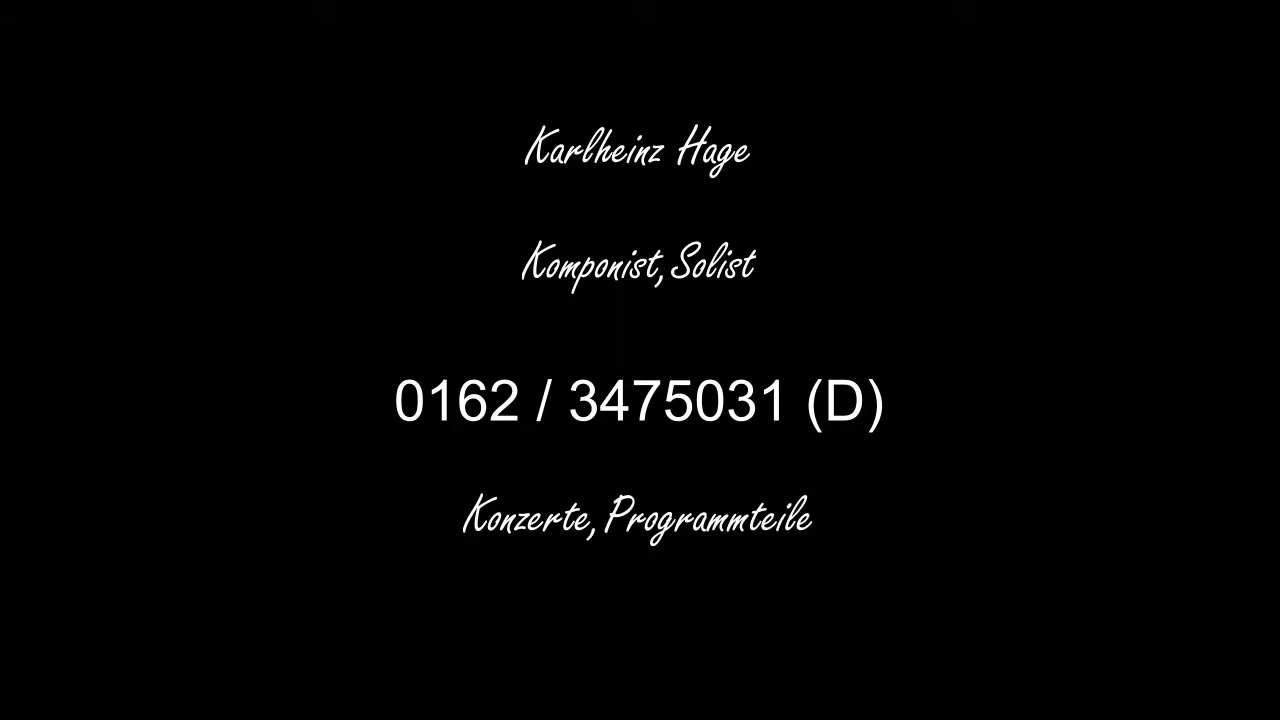 Karlheinz Hage
Komponist, Solist
0162 / 3475031 (D)
Konzerte, Programmteile